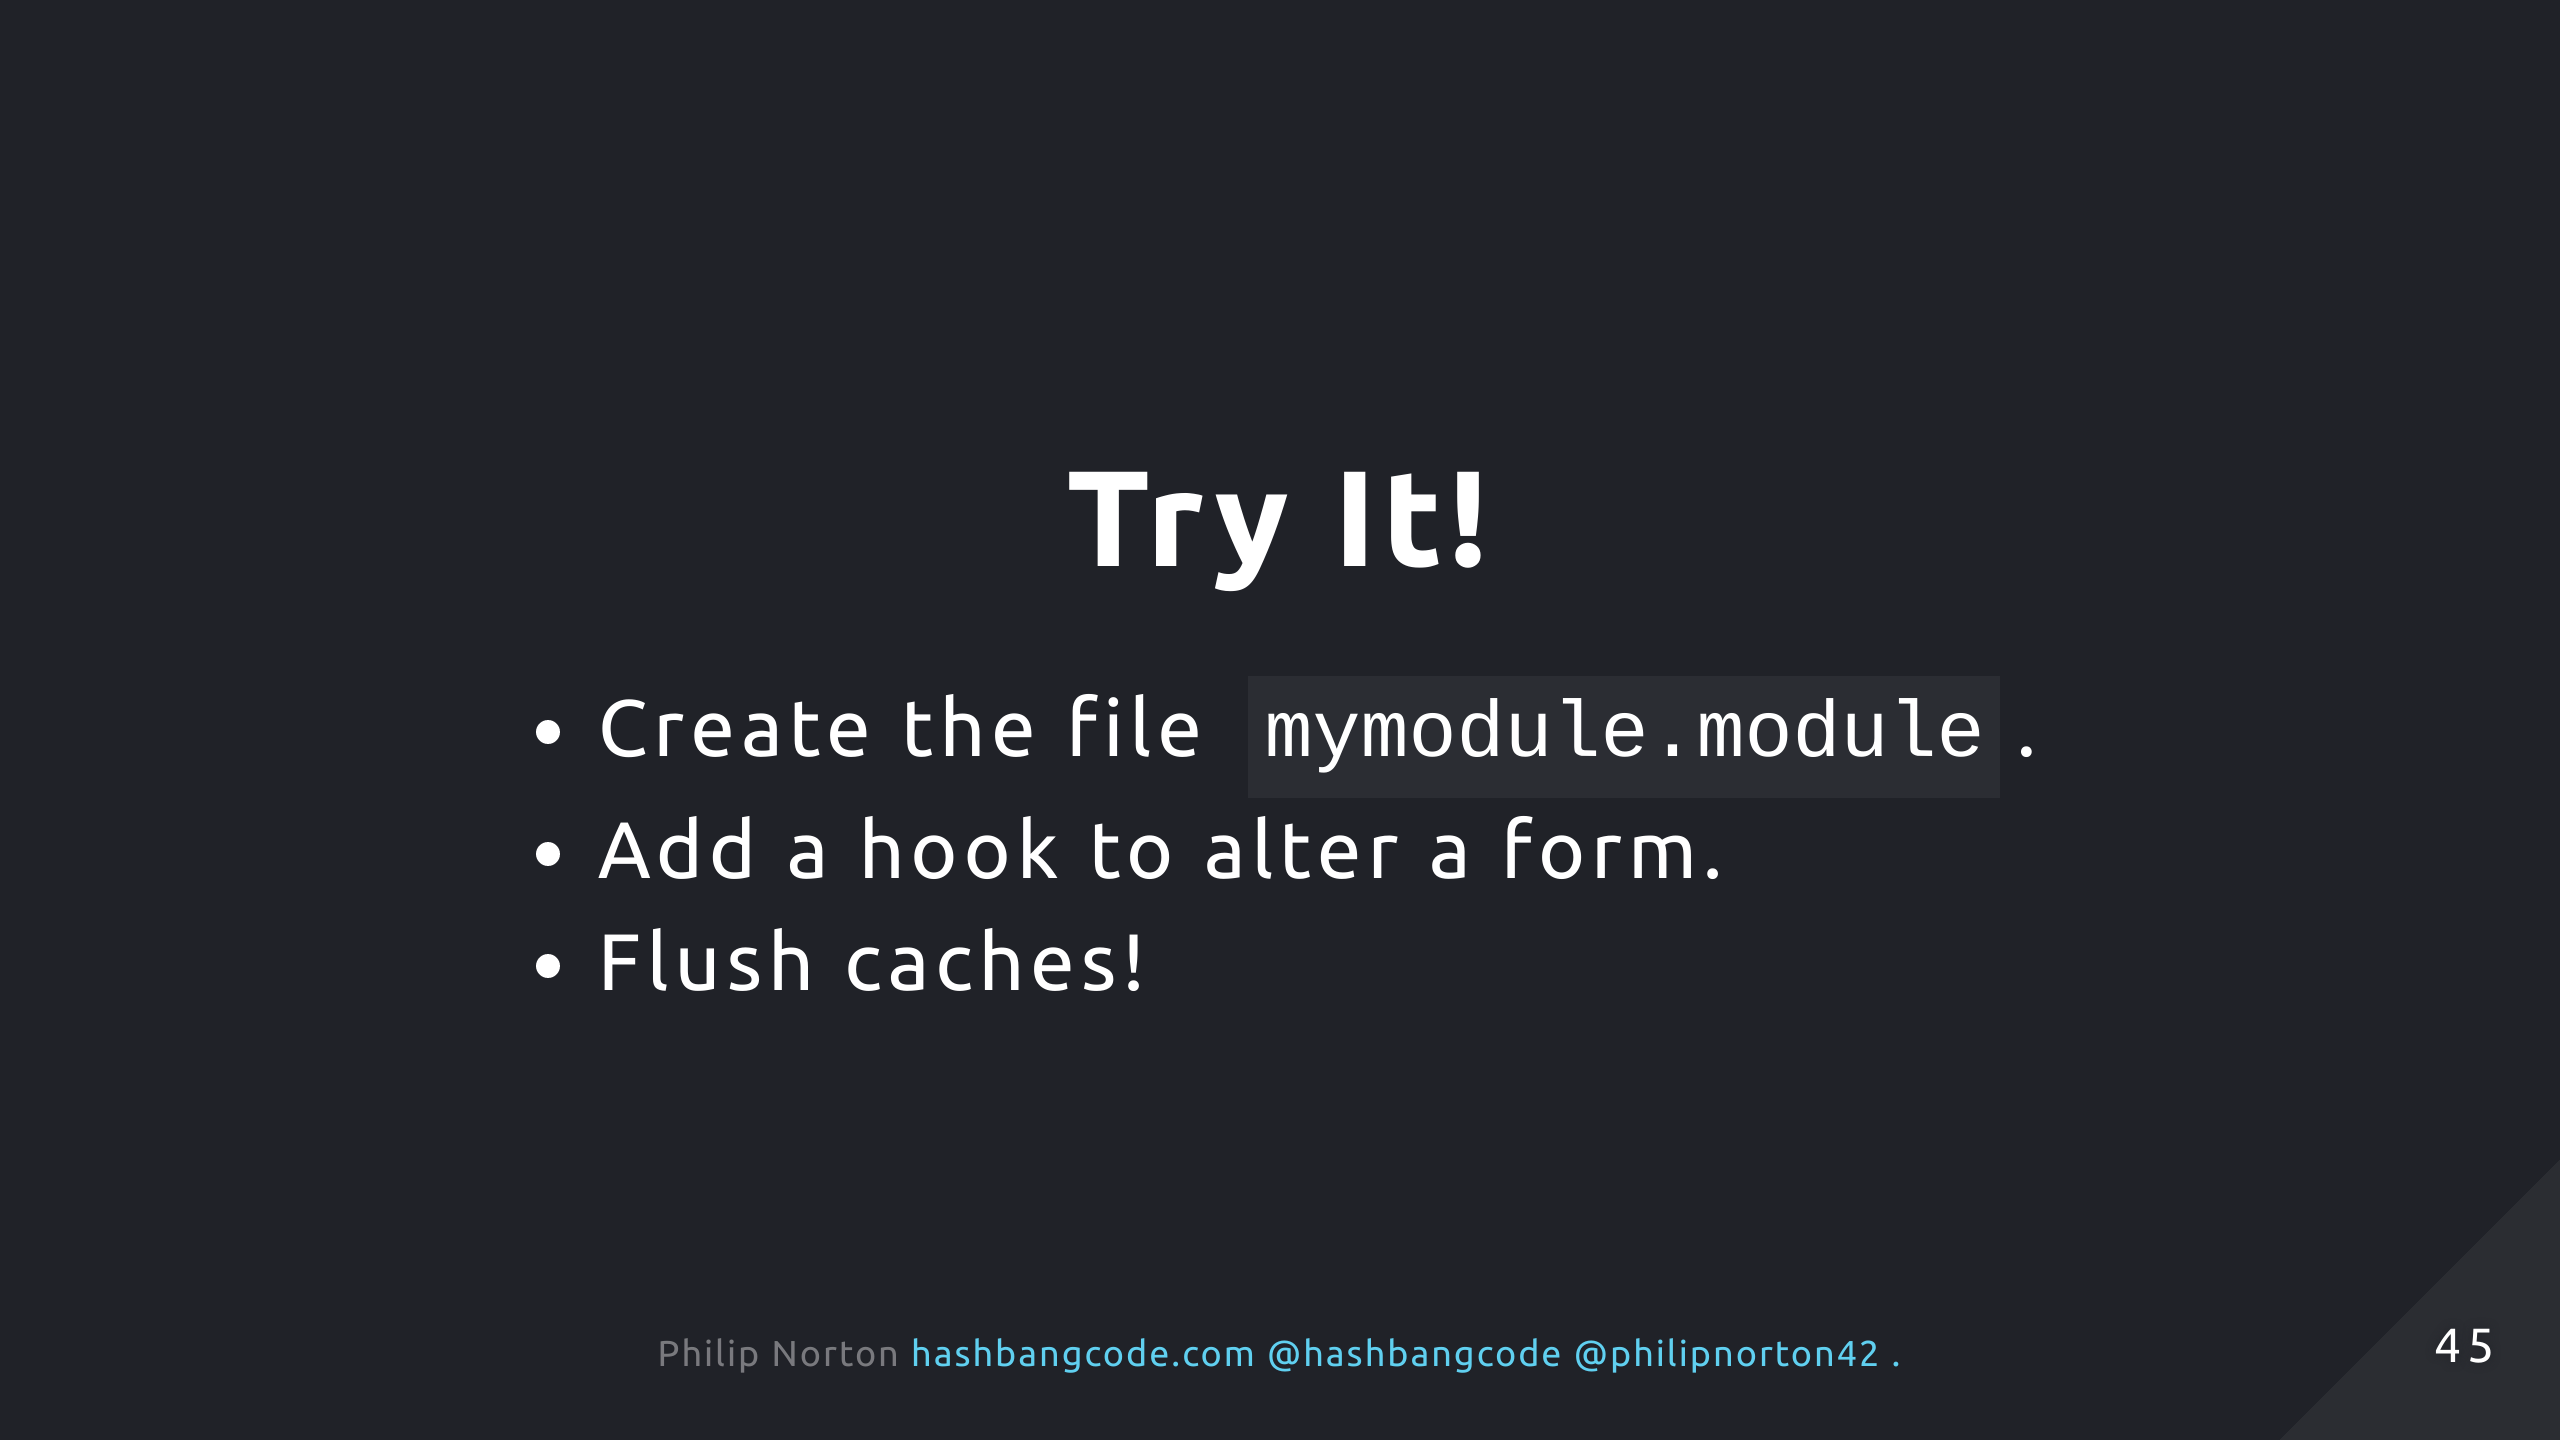 Try It!
• Create the file mymodule.module .
• Add a hook to alter a form.
• Flush caches!
Philip Norton hashbangcode.com @hashbangcode @philipnorton42 .
45